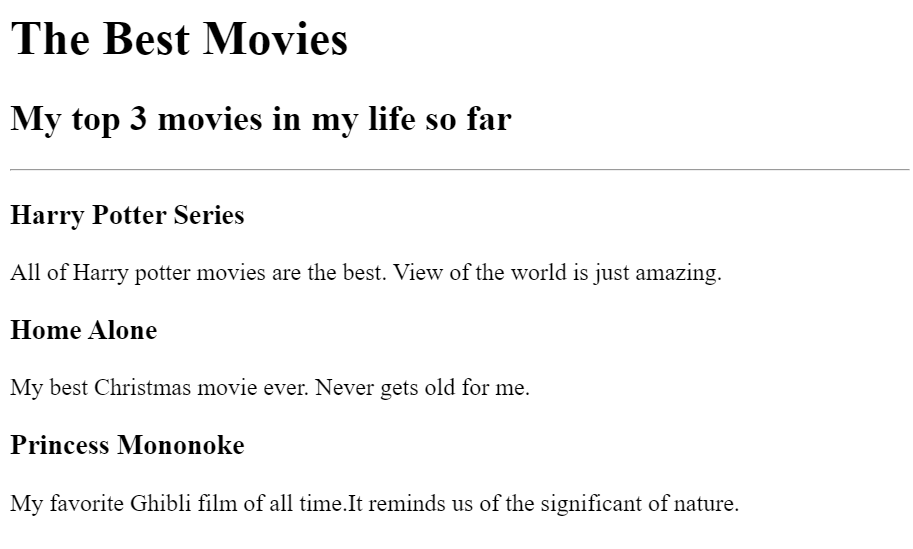 The Best Movies
My top 3 movies in my life so far
Harry Potter Series
All of Harry potter movies are the best. View of the world is just amazing.
Home Alone
My best Christmas movie ever. Never gets old for me.
Princess Mononoke
My favorite Ghibli film of all time.It reminds us of the significant of nature.